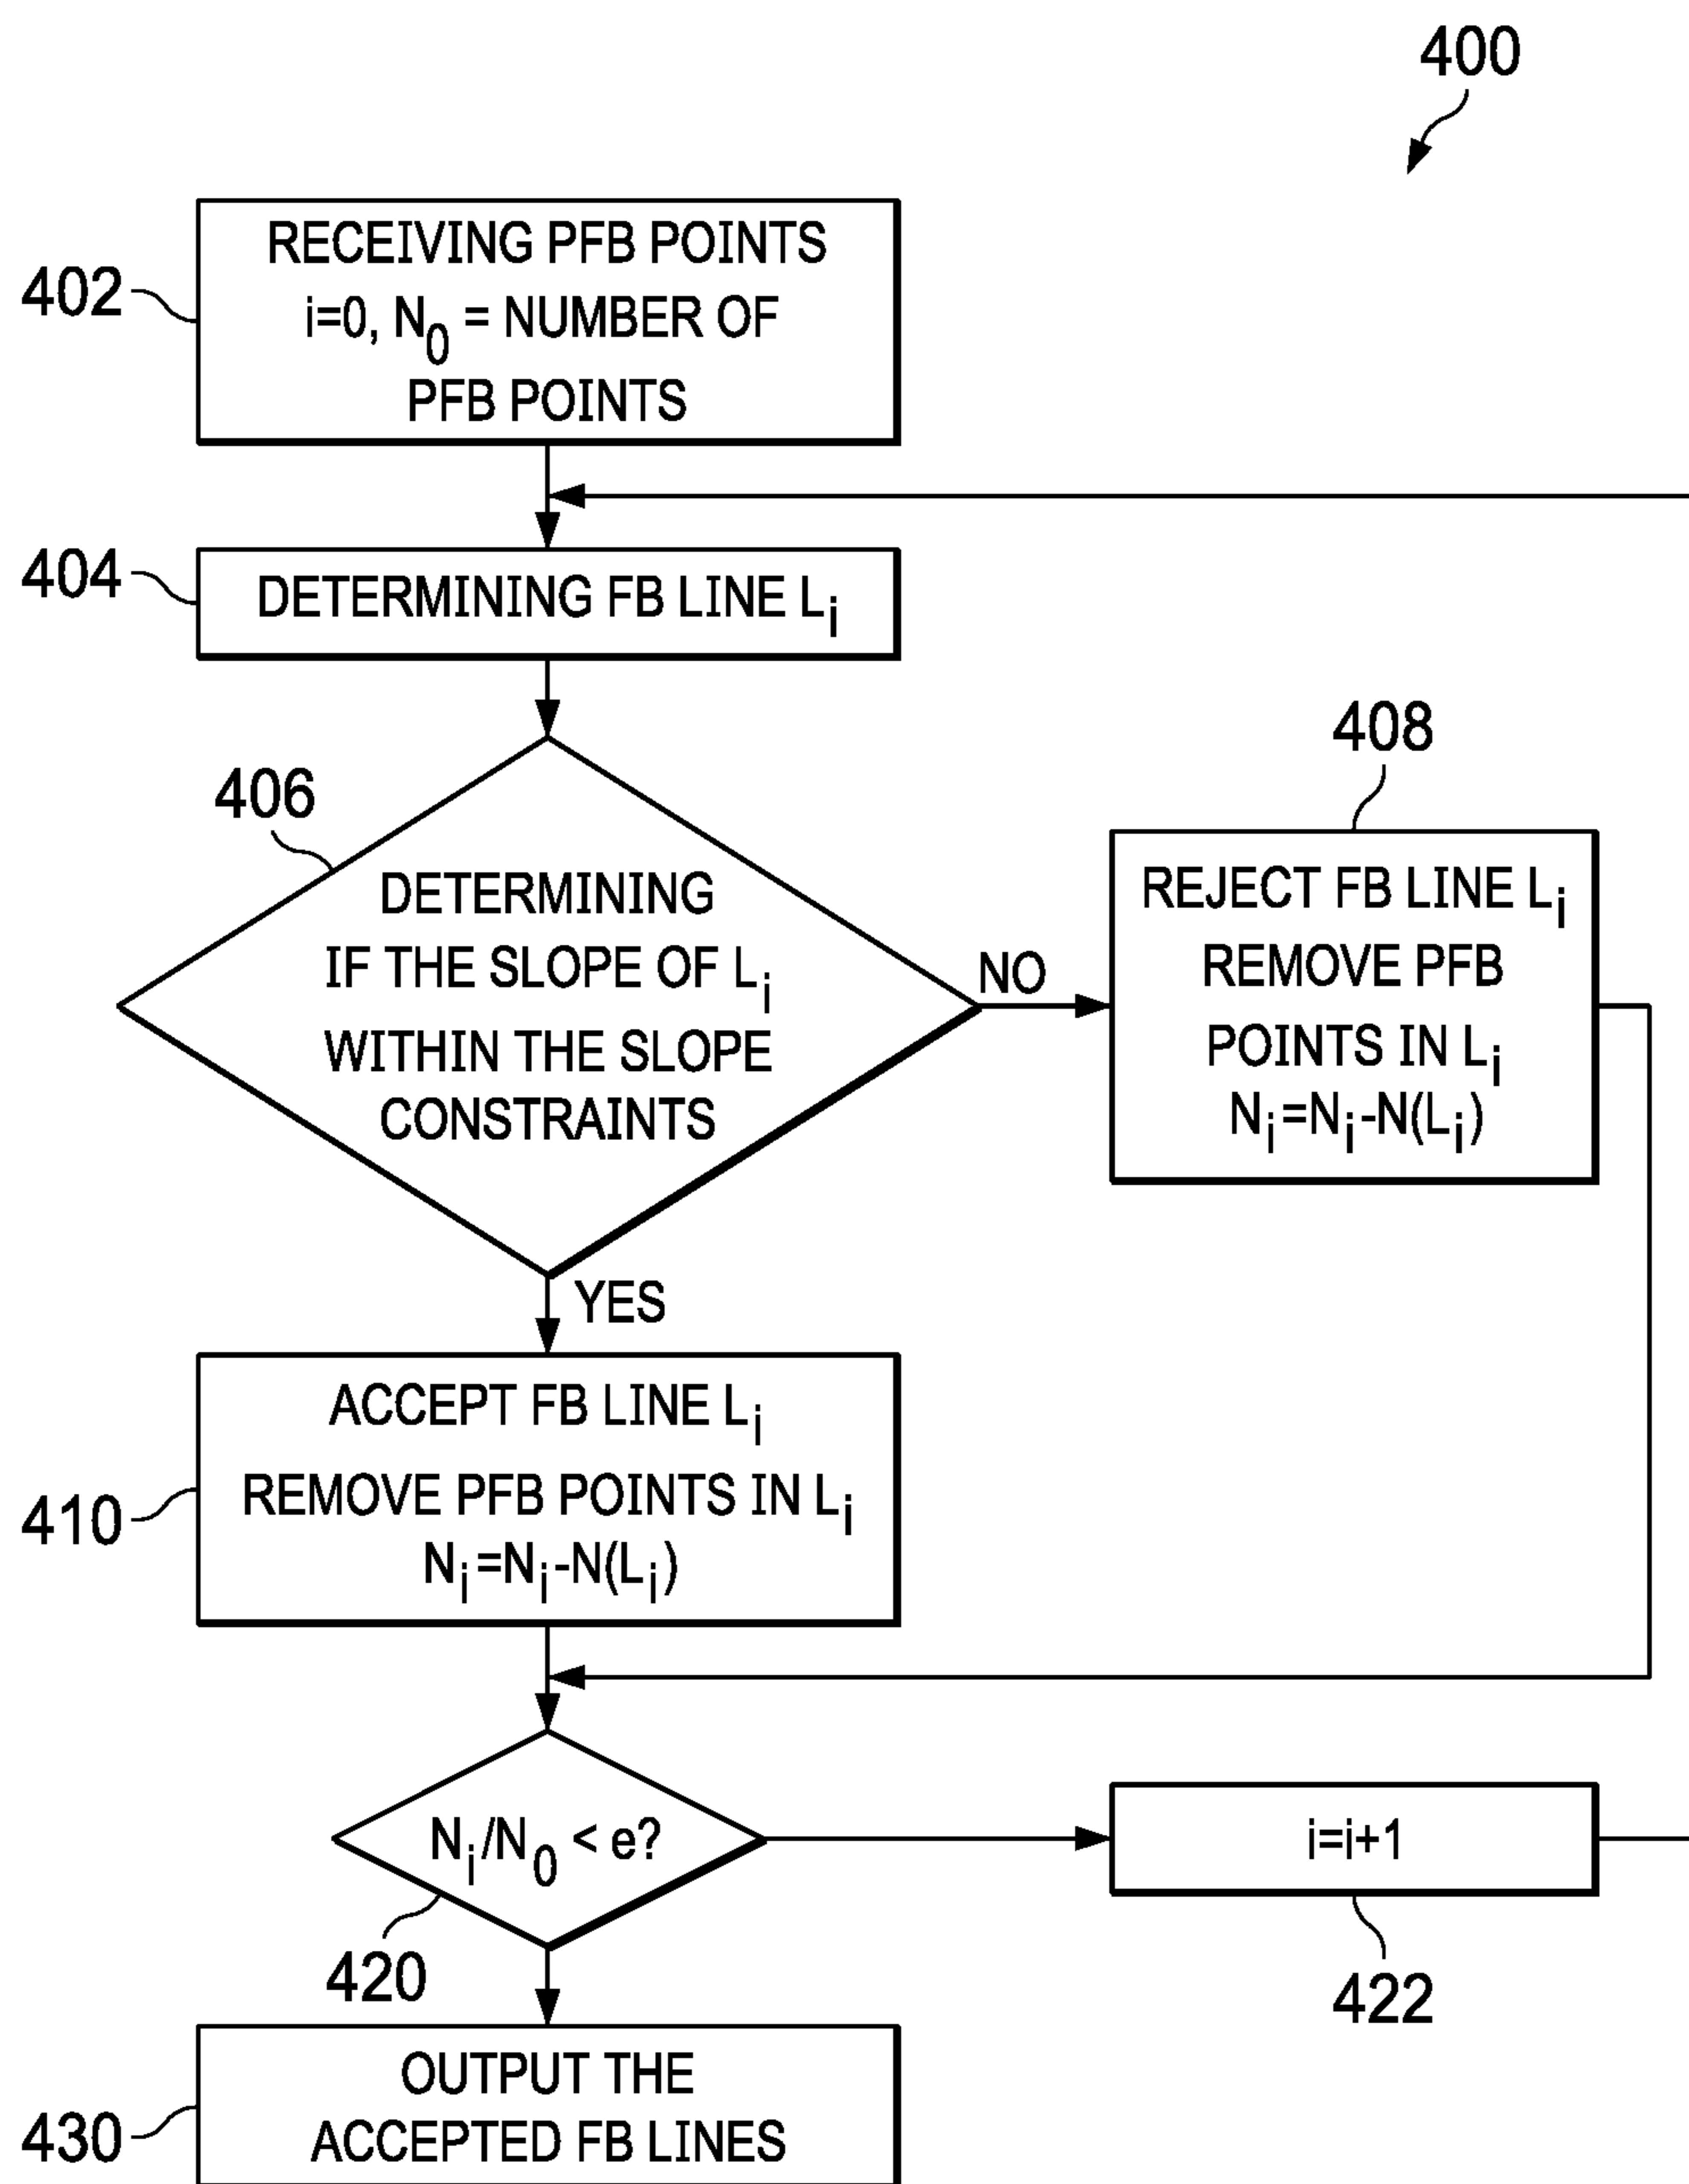 400
402
RECEIVING PFB POINTS
i=0, N₀ = NUMBER OF
PFB POINTS
404
DETERMINING FB LINE Lᵢ
406
DETERMINING
IF THE SLOPE OF Lᵢ
WITHIN THE SLOPE
CONSTRAINTS
NO
408
REJECT FB LINE Lᵢ
REMOVE PFB
POINTS IN Lᵢ
Nᵢ=Nᵢ-N(Lᵢ)
YES
410
ACCEPT FB LINE Lᵢ
REMOVE PFB POINTS IN Lᵢ
Nᵢ=Nᵢ-N(Lᵢ)
Nᵢ/N₀ < e?
420
i=i+1
422
430
OUTPUT THE
ACCEPTED FB LINES